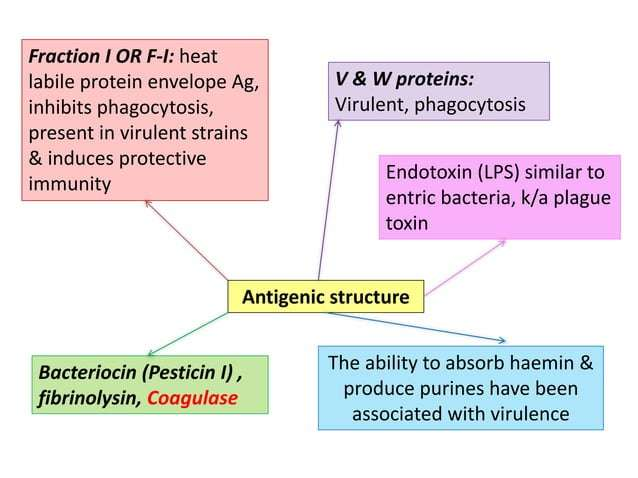 Fraction I OR F-I: heat
labile protein envelope Ag,
inhibits phagocytosis,
present in virulent strains
& induces protective
immunity
V & W proteins:
Virulent, phagocytosis
Endotoxin (LPS) similar to
entric bacteria, k/a plague
toxin
Antigenic structure
Bacteriocin (Pesticin I) ,
fibrinolysin, Coagulase
The ability to absorb haemin &
produce purines have been
associated with virulence